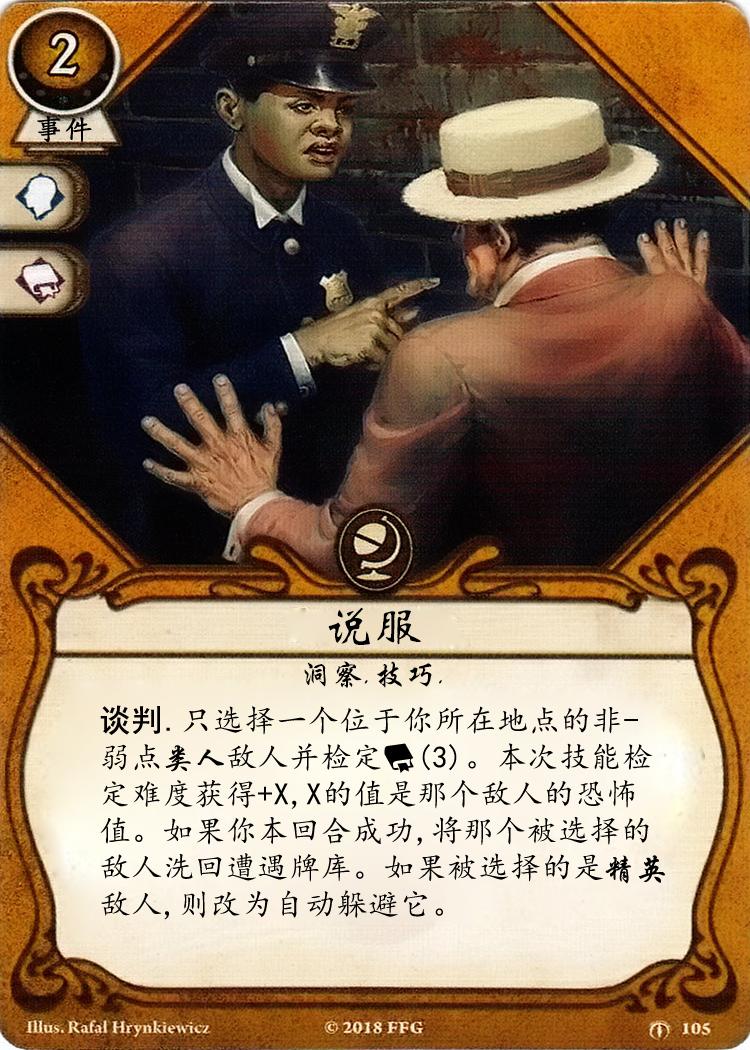 2
事件
说服
洞察.技巧.
谈判.只选择一个位于你所在地点的非-
弱点类人敌人并检定(3)。本次技能检
定难度获得+X,X的值是那个敌人的恐怖
值。如果你本回合成功,将那个被选择的
敌人洗回遭遇牌库。如果被选择的是精英
敌人,则改为自动躲避它。
Illus. Rafal Hrynkiewicz
© 2018 FFG
105